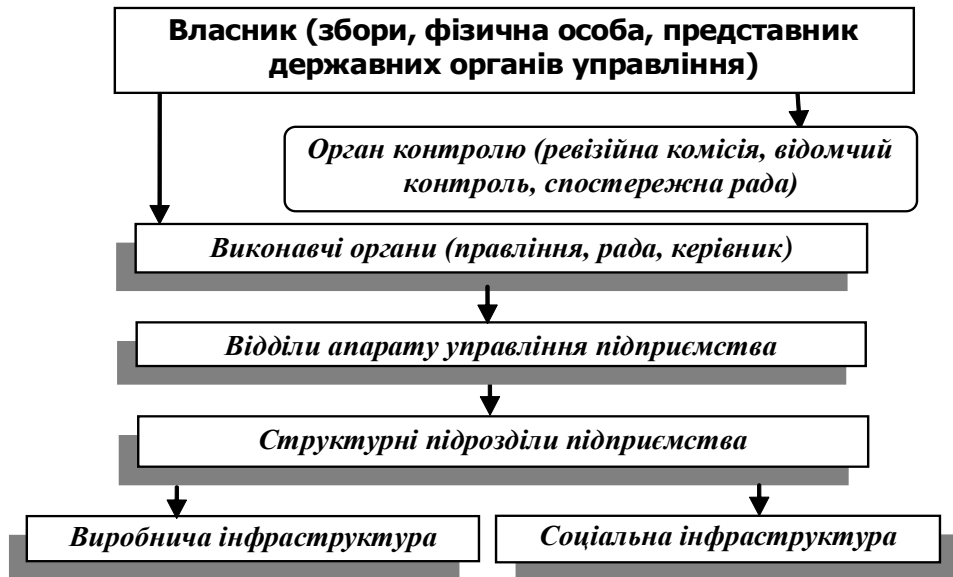 Власник (збори, фізична особа, представник
державних органів управління)
Орган контролю (ревізійна комісія, відомчий
контроль, спостережна рада)
Виконавчі органи (правління, рада, керівник)
Відділи апарату управління підприємства
Структурні підрозділи підприємства
Виробнича інфраструктура
Соціальна інфраструктура